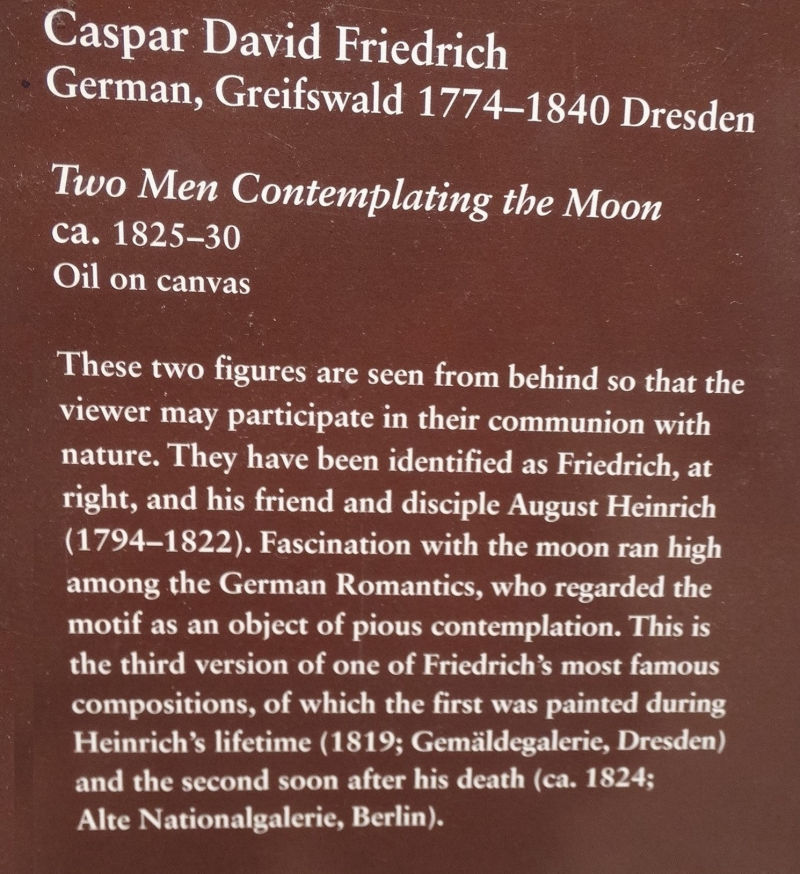 Caspar David Friedrich
German, Greifswald 1774–1840 Dresden
Two Men Contemplating the Moon
ca. 1825–30
Oil on canvas
These two figures are seen from behind so that the
viewer may participate in their communion with
nature. They have been identified as Friedrich, at
right, and his friend and disciple August Heinrich
(1794–1822). Fascination with the moon ran high
among the German Romantics, who regarded the
motif as an object of pious contemplation. This is
the third version of one of Friedrich's most famous
compositions, of which the first was painted during
Heinrich's lifetime (1819; Gemäldegalerie, Dresden)
and the second soon after his death (ca. 1824;
Alte Nationalgalerie, Berlin).